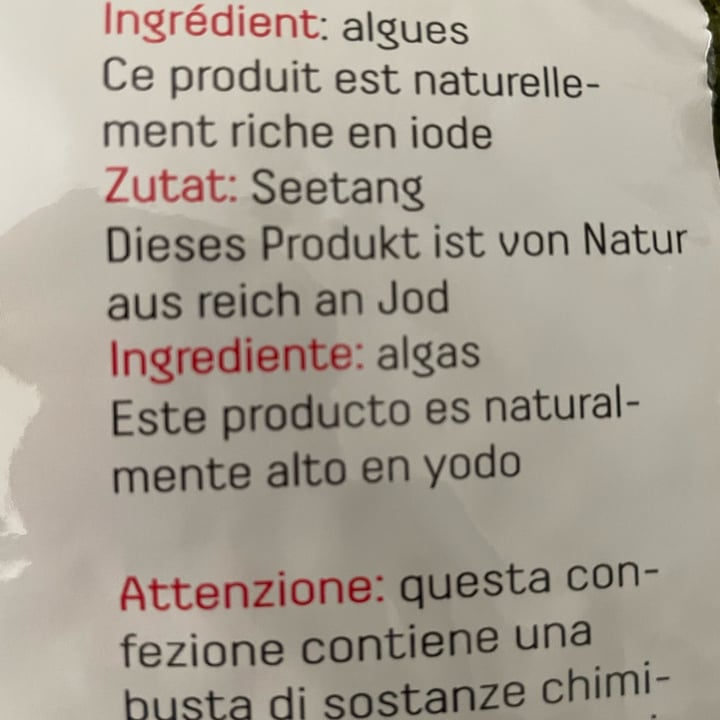 Ingrédient: algues
Ce produit est naturelle-
ment riche en iode
Zutat: Seetang
Dieses Produkt ist von Natur
aus reich an Jod
Ingrediente: algas
Este producto es natural-
mente alto en yodo
Attenzione: questa con-
fezione contiene una
busta di sostanze chimi-